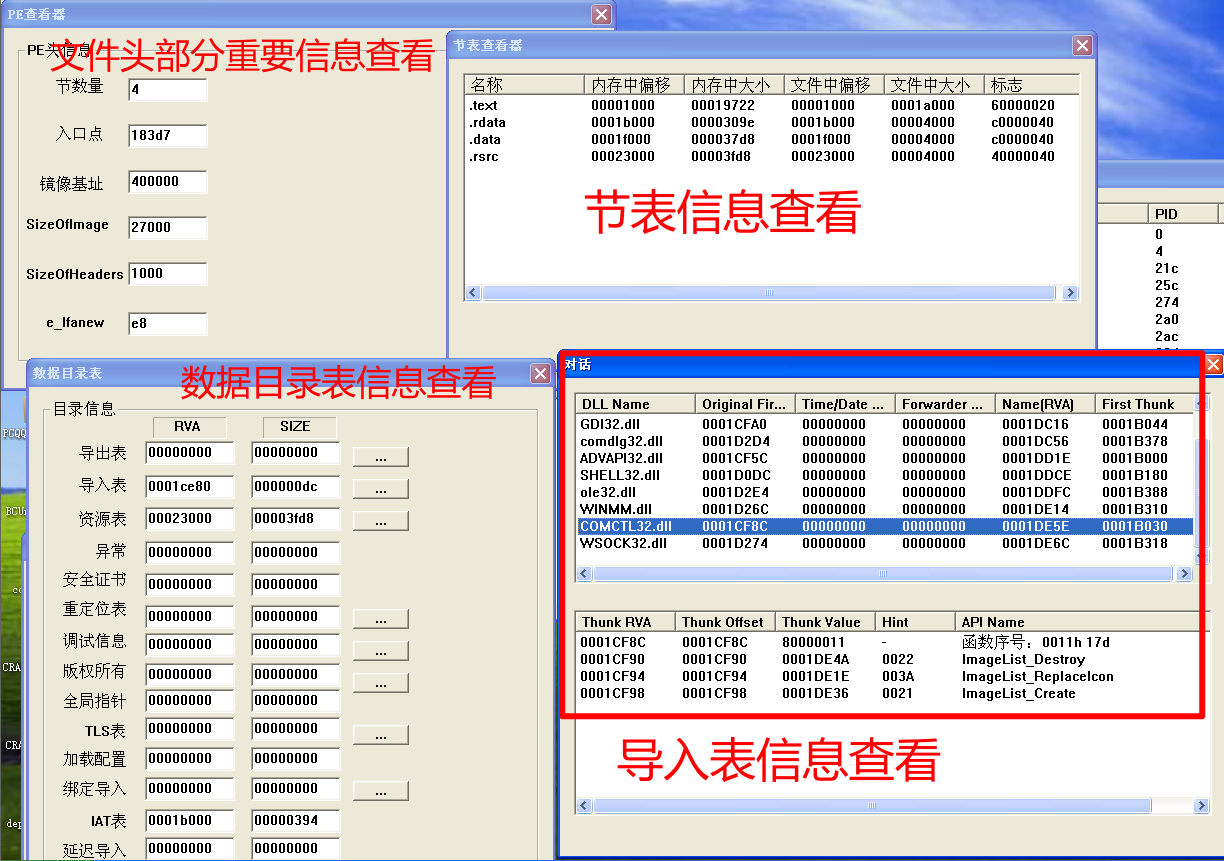 PE查看器
PE头信息
文件头部分重要信息查看
节数量 4
入口点 183d7
镜像基址 400000
SizeOfImage 27000
SizeOfHeaders 1000
e_lfanew e8
节表查看器
名称 内存中偏移 内存中大小 文件中偏移 文件中大小 标志
.text 00001000 00019722 00001000 0001a000 60000020
.rdata 0001b000 0000309e 0001b000 00004000 c0000040
.data 0001f000 000037d8 0001f000 00004000 c0000040
.rsrc 00023000 00003fd8 00023000 00004000 40000040
节表信息查看
PID
0
4
21c
25c
274
2a0
2ac
数据目录表
数据目录表信息查看
目录信息
RVA SIZE
导出表 00000000 00000000 ...
导入表 0001ce80 000000dc ...
资源表 00023000 00003fd8 ...
异常 00000000 00000000
安全证书 00000000 00000000
重定位表 00000000 00000000 ...
调试信息 00000000 00000000 ...
版权所有 00000000 00000000 ...
全局指针 00000000 00000000
TLS表 00000000 00000000 ...
加载配置 00000000 00000000
绑定导入 00000000 00000000 ...
IAT表 0001b000 00000394
延迟导入 00000000 00000000
对话
DLL Name Original Fir... Time/Date ... Forwarder ... Name(RVA) First Thunk
GDI32.dll 0001CFA0 00000000 00000000 0001DC16 0001B044
comdlg32.dll 0001D2D4 00000000 00000000 0001DC56 0001B378
ADVAPI32.dll 0001CF5C 00000000 00000000 0001DD1E 0001B000
SHELL32.dll 0001D0DC 00000000 00000000 0001DDCE 0001B180
ole32.dll 0001D2E4 00000000 00000000 0001DDFC 0001B388
WINMM.dll 0001D26C 00000000 00000000 0001DE14 0001B310
COMCTL32.dll 0001CF8C 00000000 00000000 0001DE5E 0001B030
WSOCK32.dll 0001D274 00000000 00000000 0001DE6C 0001B318
Thunk RVA Thunk Offset Thunk Value Hint API Name
0001CF8C 0001CF8C 80000011 - 函数序号：0011h 17d
0001CF90 0001CF90 0001DE4A 0022 ImageList_Destroy
0001CF94 0001CF94 0001DE1E 003A ImageList_ReplaceIcon
0001CF98 0001CF98 0001DE36 0021 ImageList_Create
导入表信息查看